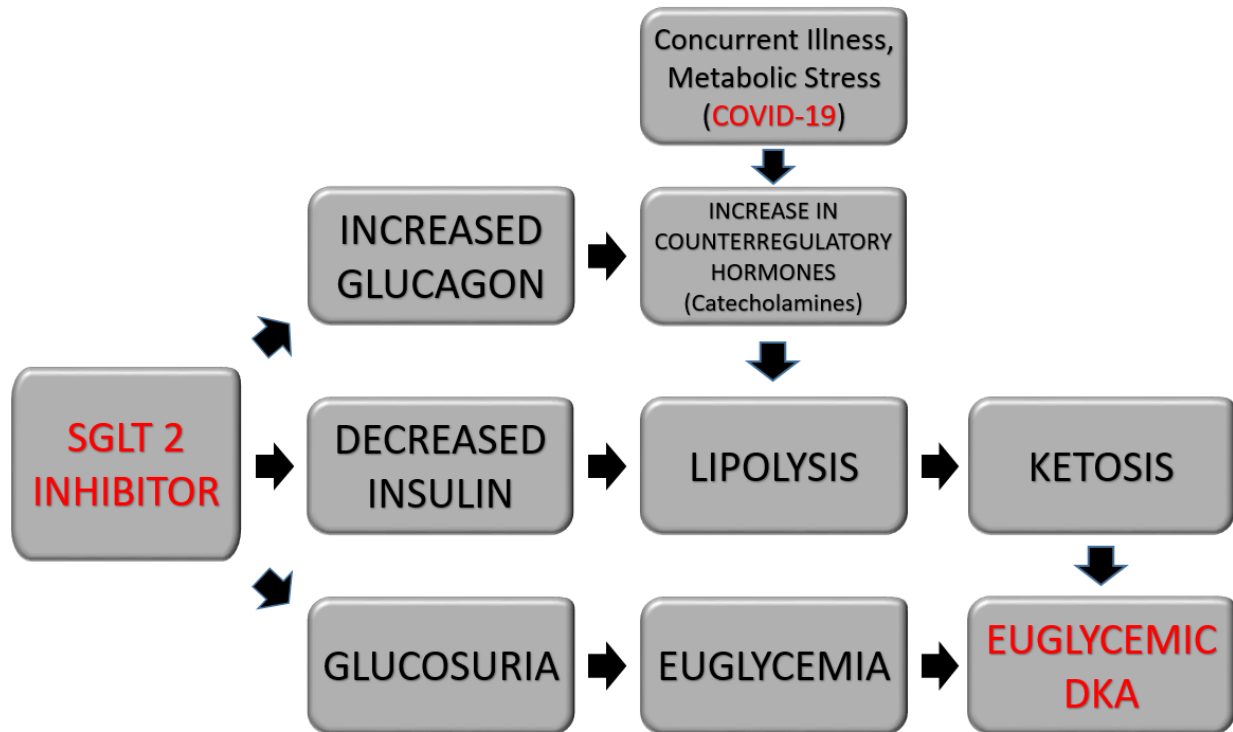 Concurrent Illness,
Metabolic Stress
(COVID-19)
INCREASED
GLUCAGON
INCREASE IN
COUNTERREGULATORY
HORMONES
(Catecholamines)
SGLT 2
INHIBITOR
DECREASED
INSULIN
LIPOLYSIS
KETOSIS
GLUCOSURIA
EUGLYCEMIA
EUGLYCEMIC
DKA